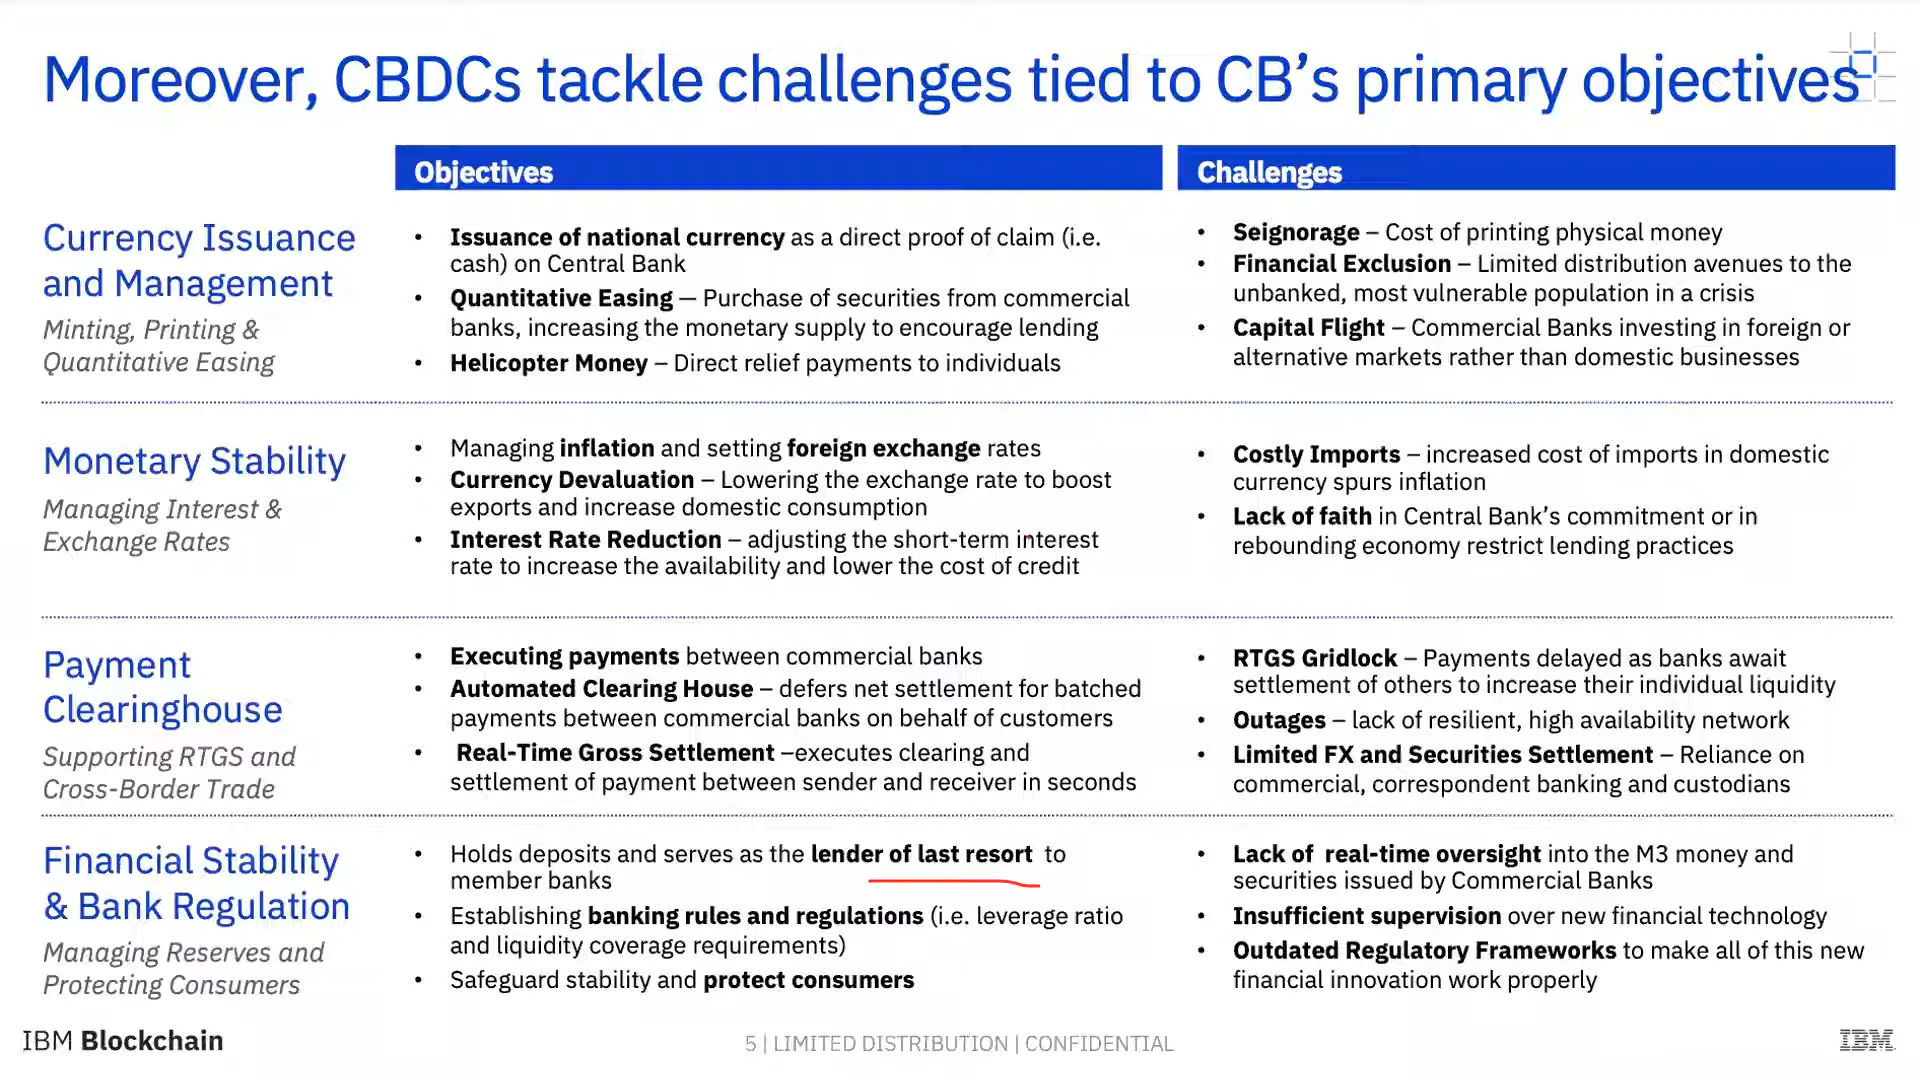 Moreover, CBDCs tackle challenges tied to CB’s primary objectives
Objectives
Challenges
Currency Issuance
and Management
Minting, Printing &
Quantitative Easing
• Issuance of national currency as a direct proof of claim (i.e.
cash) on Central Bank
• Quantitative Easing — Purchase of securities from commercial
banks, increasing the monetary supply to encourage lending
• Helicopter Money – Direct relief payments to individuals
• Seignorage – Cost of printing physical money
• Financial Exclusion – Limited distribution avenues to the
unbanked, most vulnerable population in a crisis
• Capital Flight – Commercial Banks investing in foreign or
alternative markets rather than domestic businesses
Monetary Stability
Managing Interest &
Exchange Rates
• Managing inflation and setting foreign exchange rates
• Currency Devaluation – Lowering the exchange rate to boost
exports and increase domestic consumption
• Interest Rate Reduction – adjusting the short-term interest
rate to increase the availability and lower the cost of credit
• Costly Imports – increased cost of imports in domestic
currency spurs inflation
• Lack of faith in Central Bank’s commitment or in
rebounding economy restrict lending practices
Payment
Clearinghouse
Supporting RTGS and
Cross-Border Trade
• Executing payments between commercial banks
• Automated Clearing House – defers net settlement for batched
payments between commercial banks on behalf of customers
• Real-Time Gross Settlement –executes clearing and
settlement of payment between sender and receiver in seconds
• RTGS Gridlock – Payments delayed as banks await
settlement of others to increase their individual liquidity
• Outages – lack of resilient, high availability network
• Limited FX and Securities Settlement – Reliance on
commercial, correspondent banking and custodians
Financial Stability
& Bank Regulation
Managing Reserves and
Protecting Consumers
• Holds deposits and serves as the lender of last resort to
member banks
• Establishing banking rules and regulations (i.e. leverage ratio
and liquidity coverage requirements)
• Safeguard stability and protect consumers
• Lack of real-time oversight into the M3 money and
securities issued by Commercial Banks
• Insufficient supervision over new financial technology
• Outdated Regulatory Frameworks to make all of this new
financial innovation work properly
IBM Blockchain
5 | LIMITED DISTRIBUTION | CONFIDENTIAL
IBM